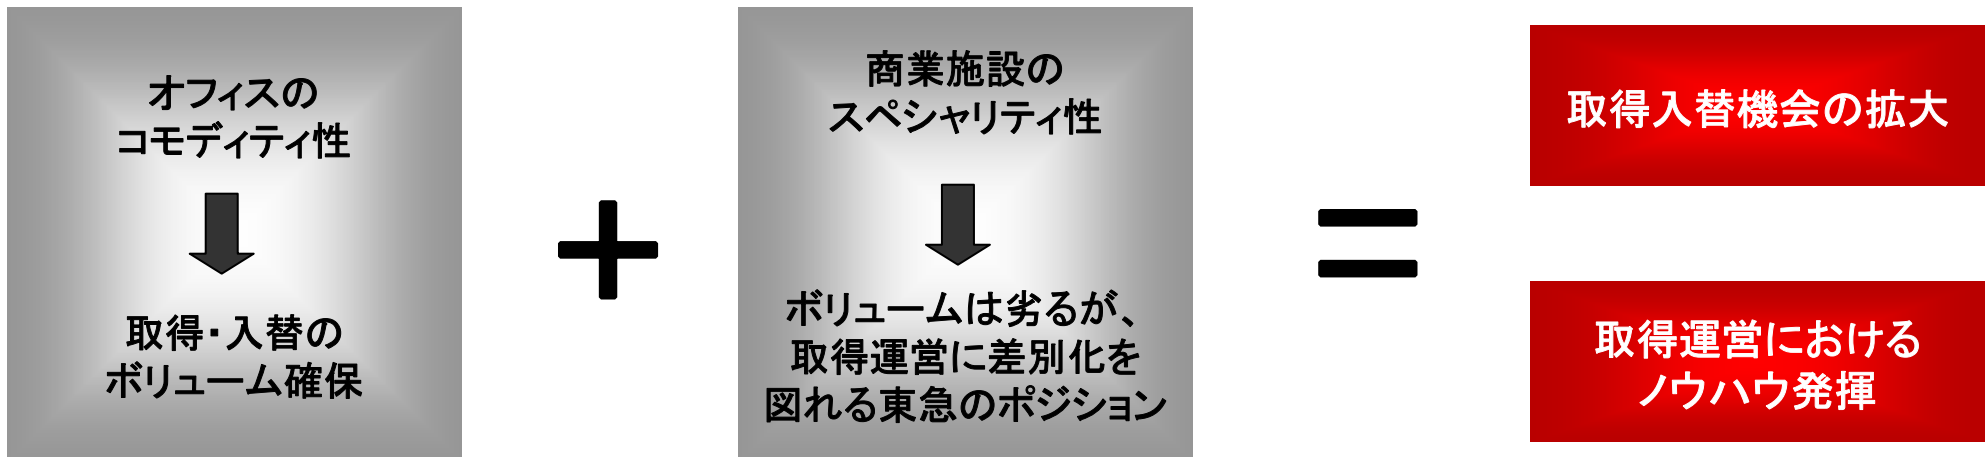 オフィスの
コモディティ性
取得・入替の
ボリューム確保
+
商業施設の
スペシャリティ性
ボリュームは劣るが、
取得運営に差別化を
図れる東急のポジション
=
取得入替機会の拡大
取得運営における
ノウハウ発揮